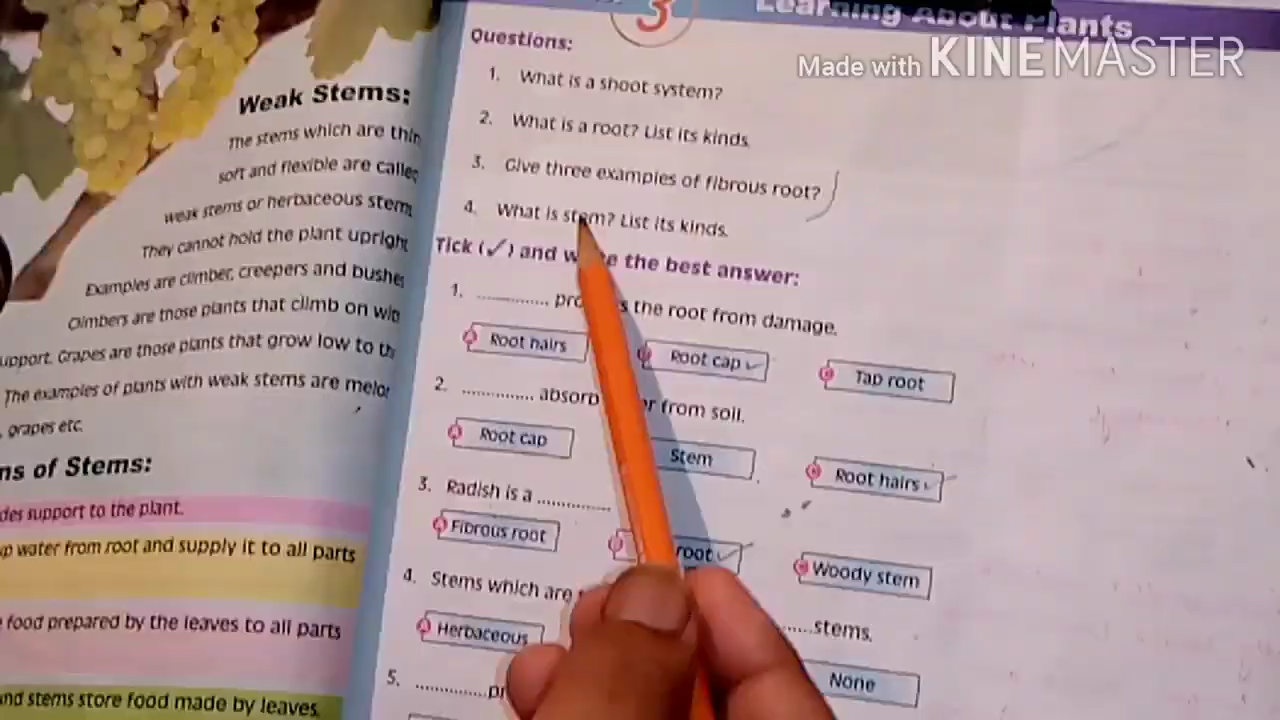 Weak Stems:
The stems which are thin
soft and flexible are called
weak stems or herbaceous stem
They cannot hold the plant upright
Examples are climber, creepers and bushes
Climbers are those plants that climb on
upport. Grapes are those plants that grow low to
The examples of plants with weak stems are
, grapes etc.
ns of Stems:
des support to the plant.
up water from root and supply it to all parts
food prepared by the leaves to all parts
and stems store food made by leaves.
3
Learning About Plants
Made with KINEMASTER
Questions:
1. What is a shoot system?
2. What is a root? List its kinds.
3. Give three examples of fibrous root?
4. What is stem? List its kinds.
Tick (✓) and the best answer:
1. .............. the root from damage.
Root hairs Root cap ✓ Tap root
2. .............. absorb from soil.
Root cap Stem Root hairs ✓
3. Radish is a ..............
Fibrous root root ✓ Woody stem
4. Stems which are ......stems.
Herbaceous None
5. ..............